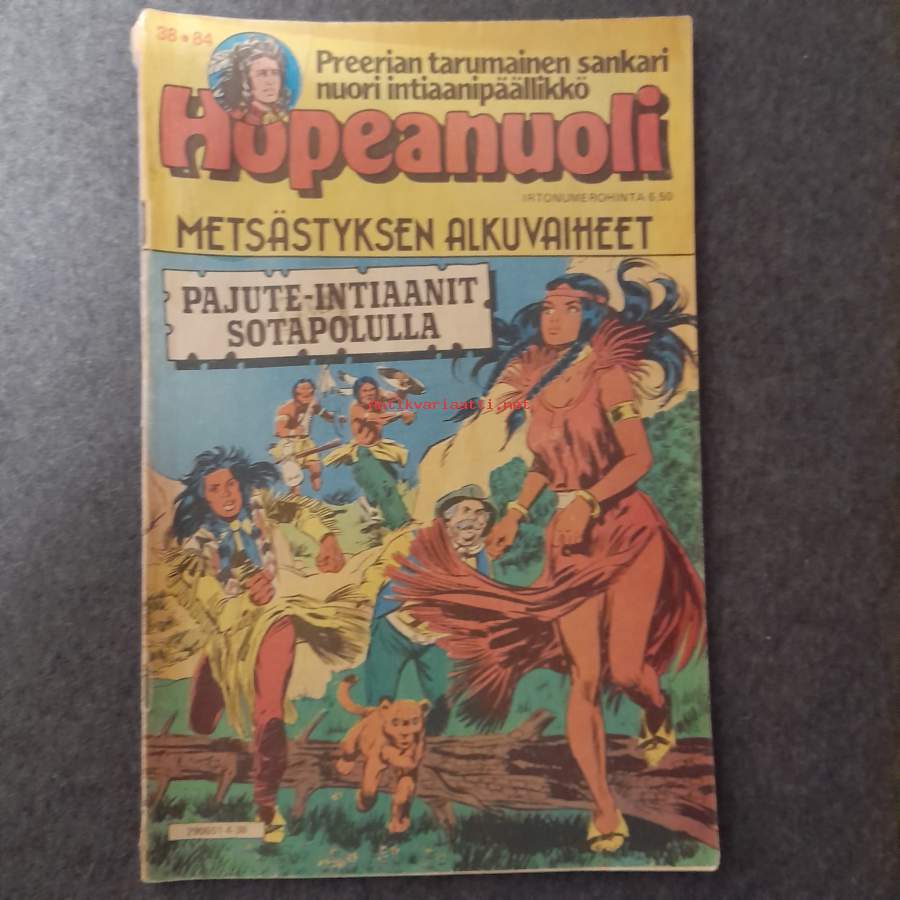 38 • 84
Preerian tarumainen sankari
nuori intiaanipäällikkö
Hopeanuoli
IRTONUMEROHINTA 6,50
METSÄSTYKSEN ALKUVAIHEET
PAJUTE-INTIAANIT
SOTAPOLULLA
antikvariaatti.net